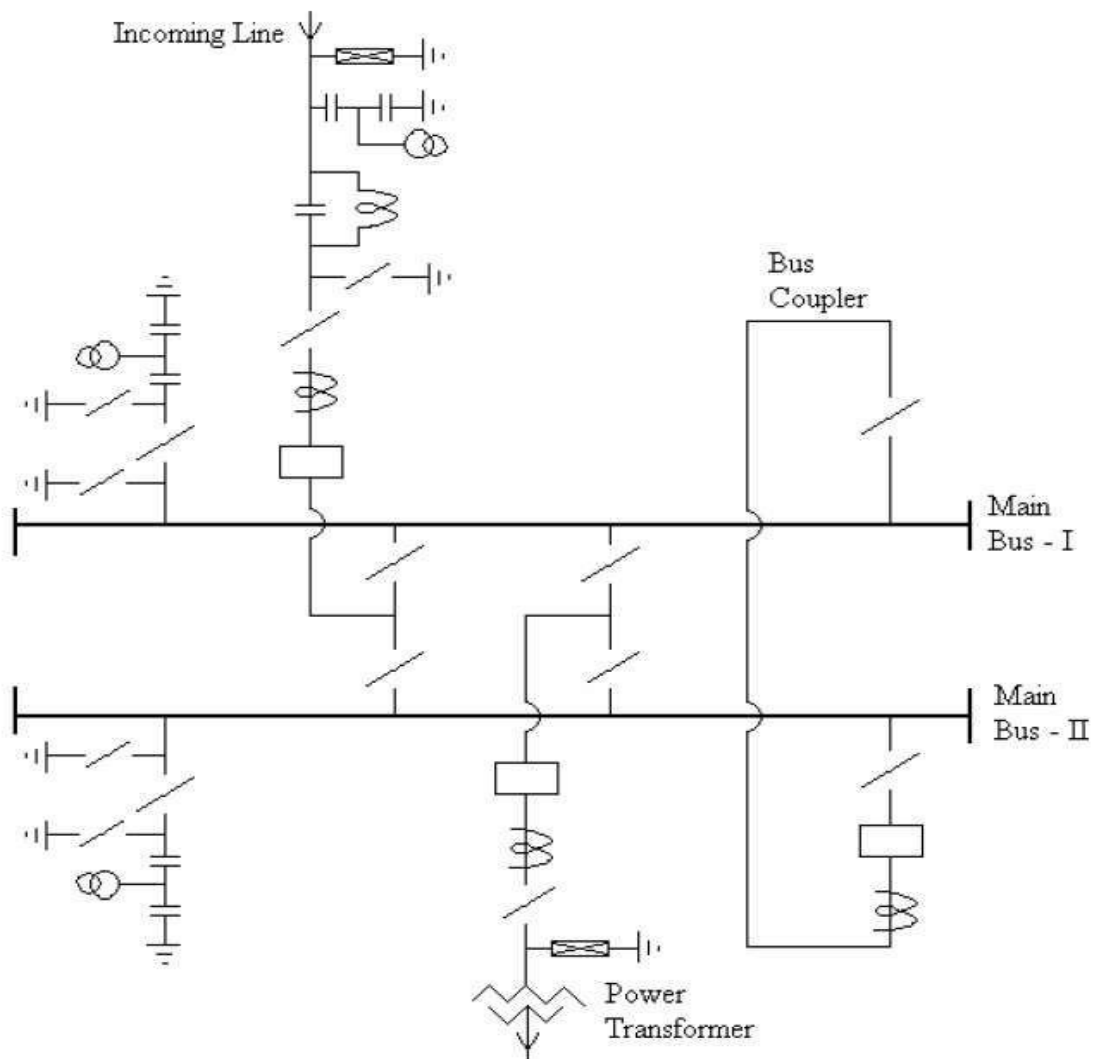 Incoming Line
Bus
Coupler
Main
Bus - I
Main
Bus - II
Power
Transformer